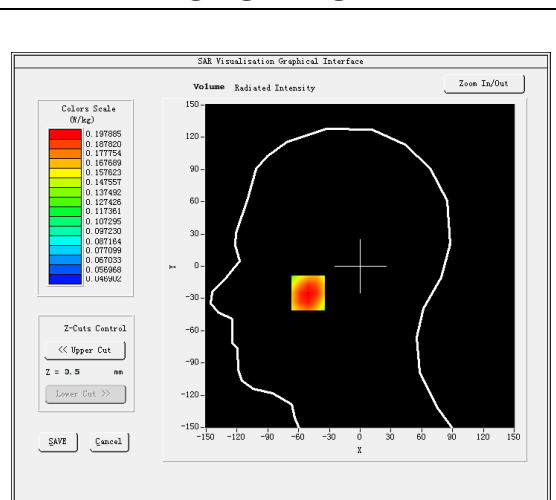 SAR Visualisation Graphical Interface
Volume Radiated Intensity
Zoom In/Out
Colors Scale
(W/kg)
0.197885
0.187820
0.177754
0.167689
0.157623
0.147557
0.137492
0.127426
0.117361
0.107295
0.097230
0.087164
0.077099
0.067033
0.056968
0.046902
Z-Cuts Control
<< Upper Cut
Z = 0.5 mm
Lower Cut >>
SAVE Cancel
150
90
60
30
0
-30
-60
-90
-120
-150
Y
-150 -120 -90 -60 -30 0 30 60 90 120 150
X